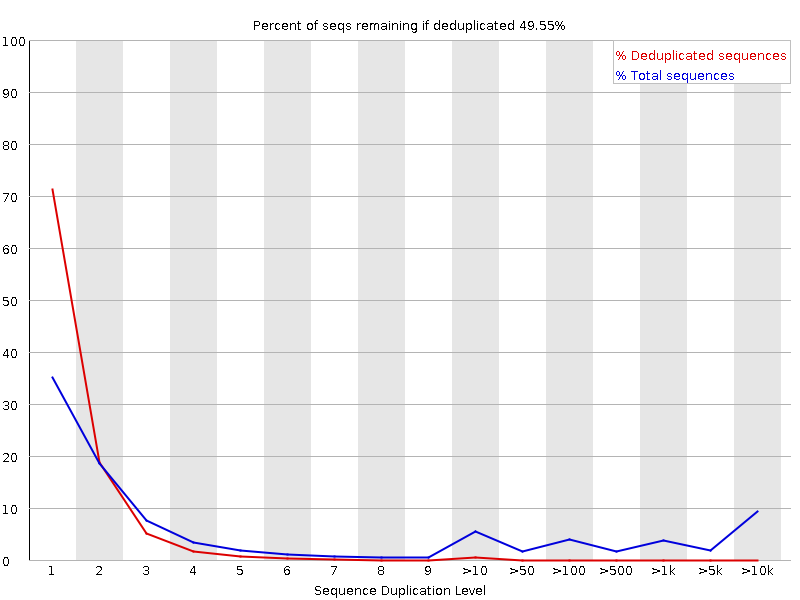 Percent of seqs remaining if deduplicated 49.55%
% Deduplicated sequences
% Total sequences
100
90
80
70
60
50
40
30
20
10
0
1 2 3 4 5 6 7 8 9 >10 >50 >100 >500 >1k >5k >10k
Sequence Duplication Level